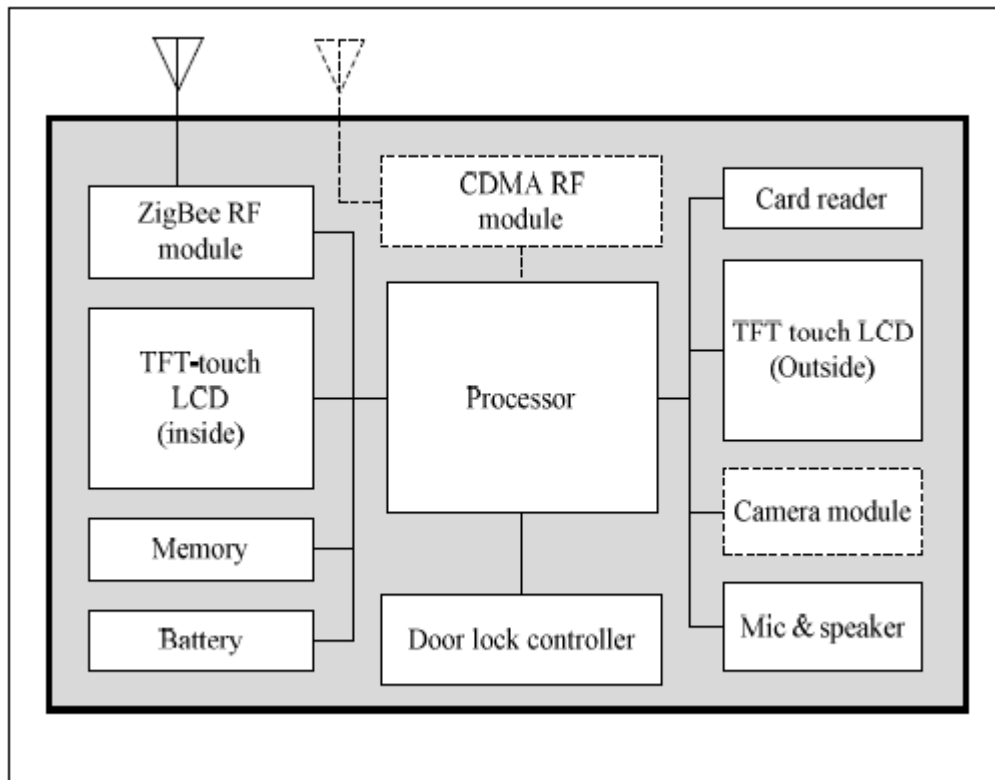 ZigBee RF
module
TFT-touch
LCD
(inside)
Memory
Battery
CDMA RF
module
Processor
Door lock controller
Card reader
TFT touch LCD
(Outside)
Camera module
Mic & speaker